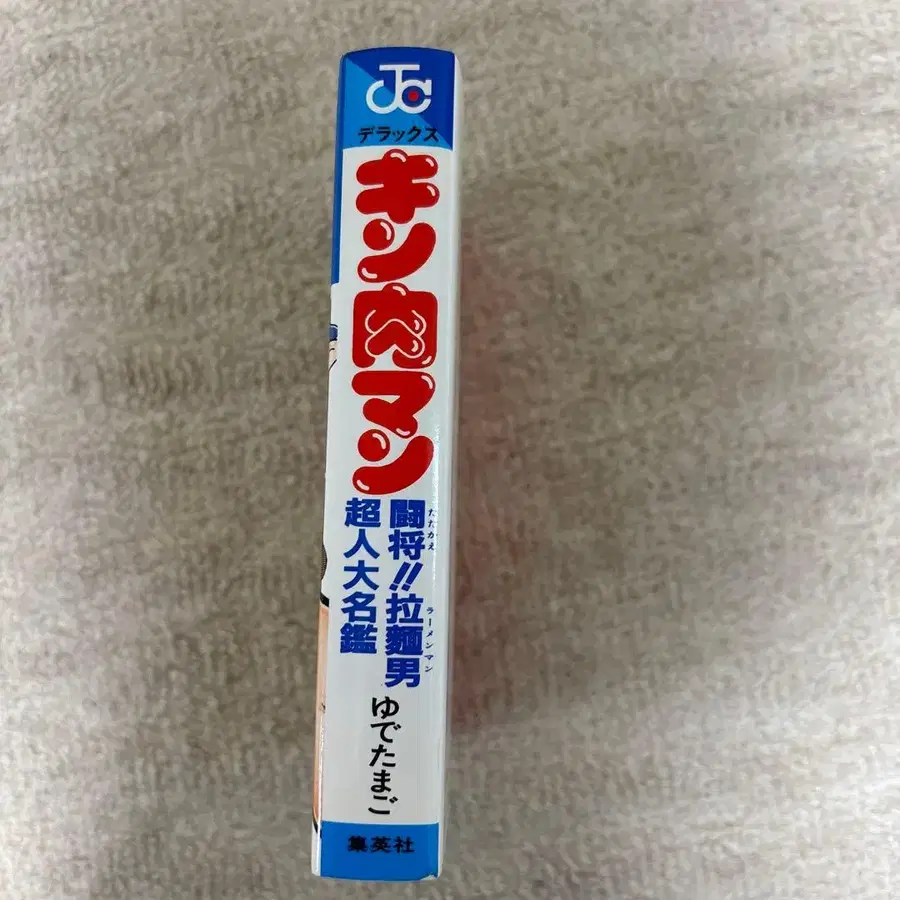 JC
デラックス
キン肉マン
闘将!!拉麵男
たたかえ
ラーメンマン
超人大名鑑
ゆでたまご
集英社